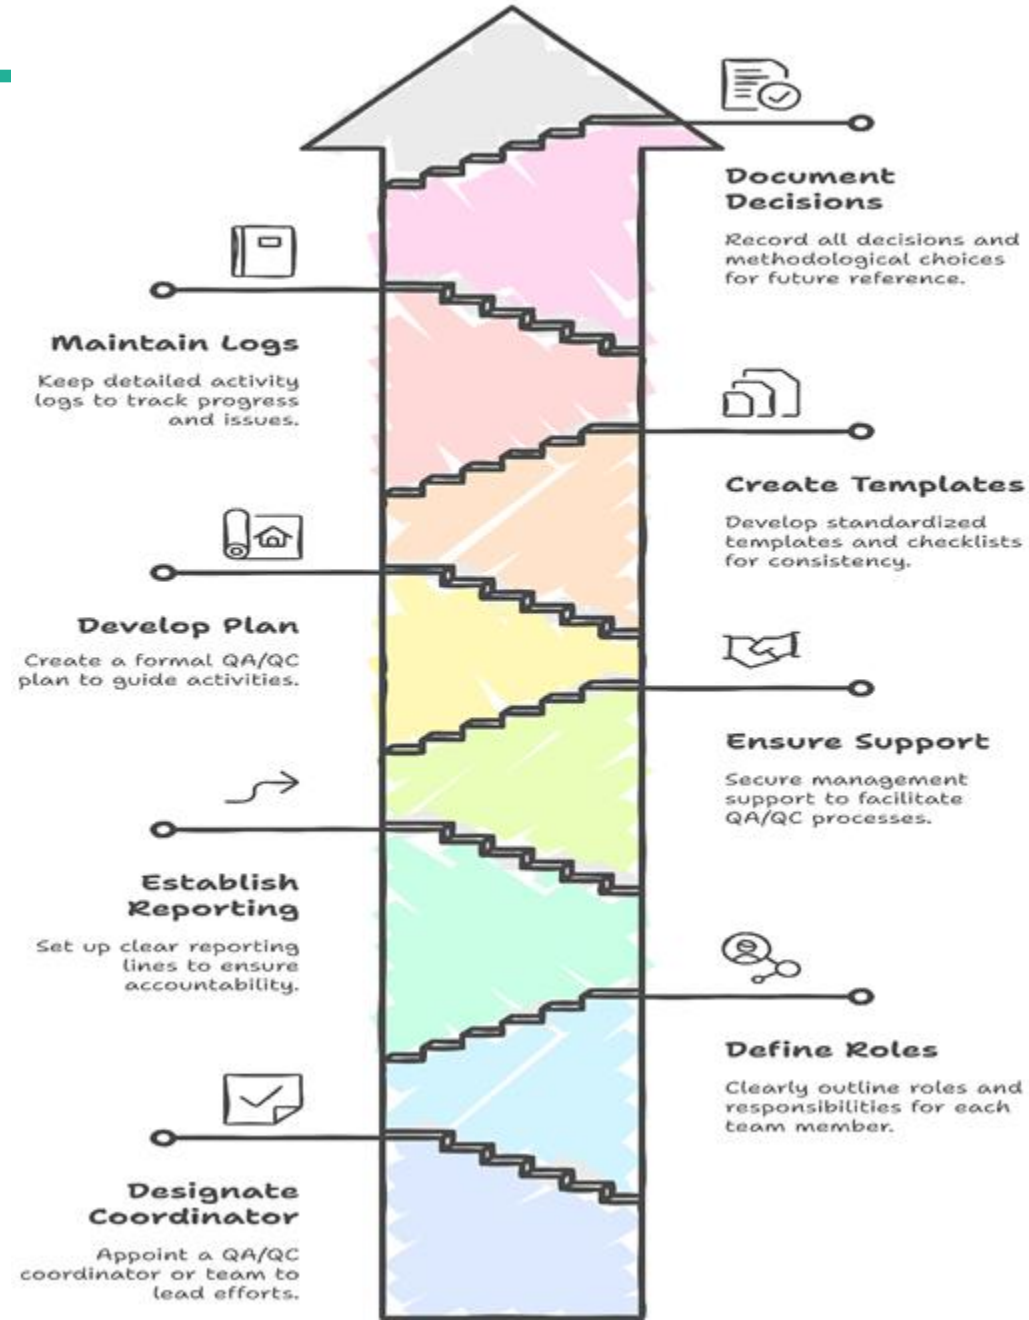 Document
Decisions
Record all decisions and
methodological choices
for future reference.
Maintain Logs
Keep detailed activity
logs to track progress
and issues.
Create Templates
Develop standardized
templates and checklists
for consistency.
Develop Plan
Create a formal QA/QC
plan to guide activities.
Ensure Support
Secure management
support to facilitate
QA/QC processes.
Establish
Reporting
Set up clear reporting
lines to ensure
accountability.
Define Roles
Clearly outline roles and
responsibilities for each
team member.
Designate
Coordinator
Appoint a QA/QC
coordinator or team to
lead efforts.